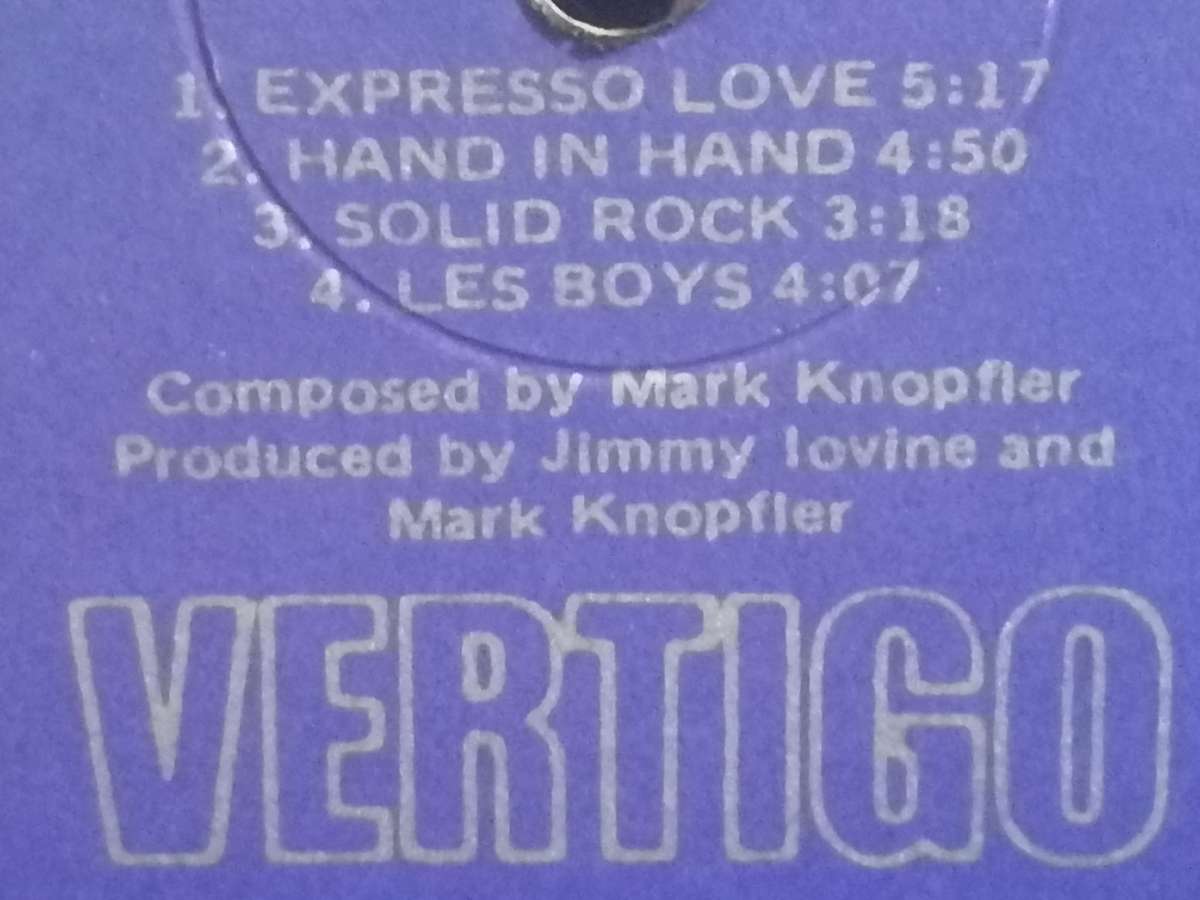 1. EXPRESSO LOVE 5:17
2. HAND IN HAND 4:50
3. SOLID ROCK 3:18
4. LES BOYS 4:07
Composed by Mark Knopfler
Produced by Jimmy Iovine and
Mark Knopfler
VERTIGO